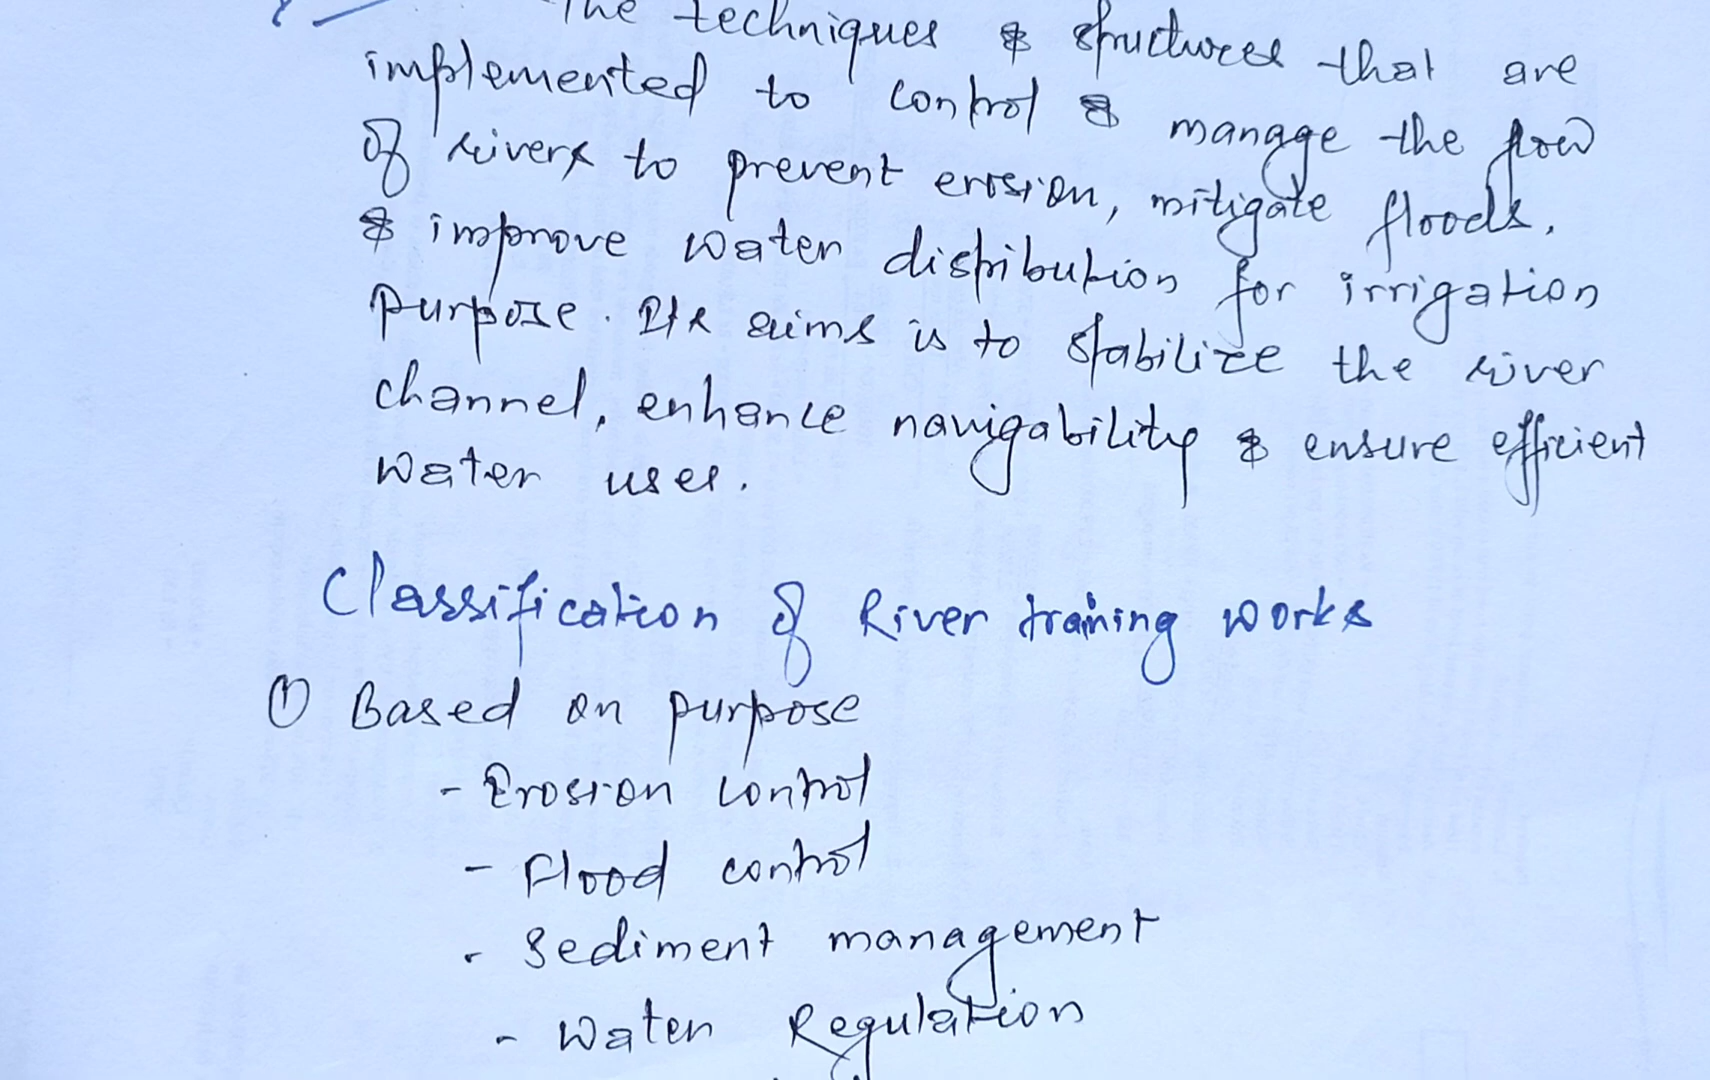 The techniques & structures that are
implemented to control & manage the flow
of rivers to prevent erosion, mitigate floods,
& improve water distribution for irrigation
purpose. Its aims is to stabilize the river
channel, enhance navigability & ensure efficient
water uses.
Classification of River training works
① Based on purpose
- Erosion control
- Flood control
- Sediment management
- Water Regulation